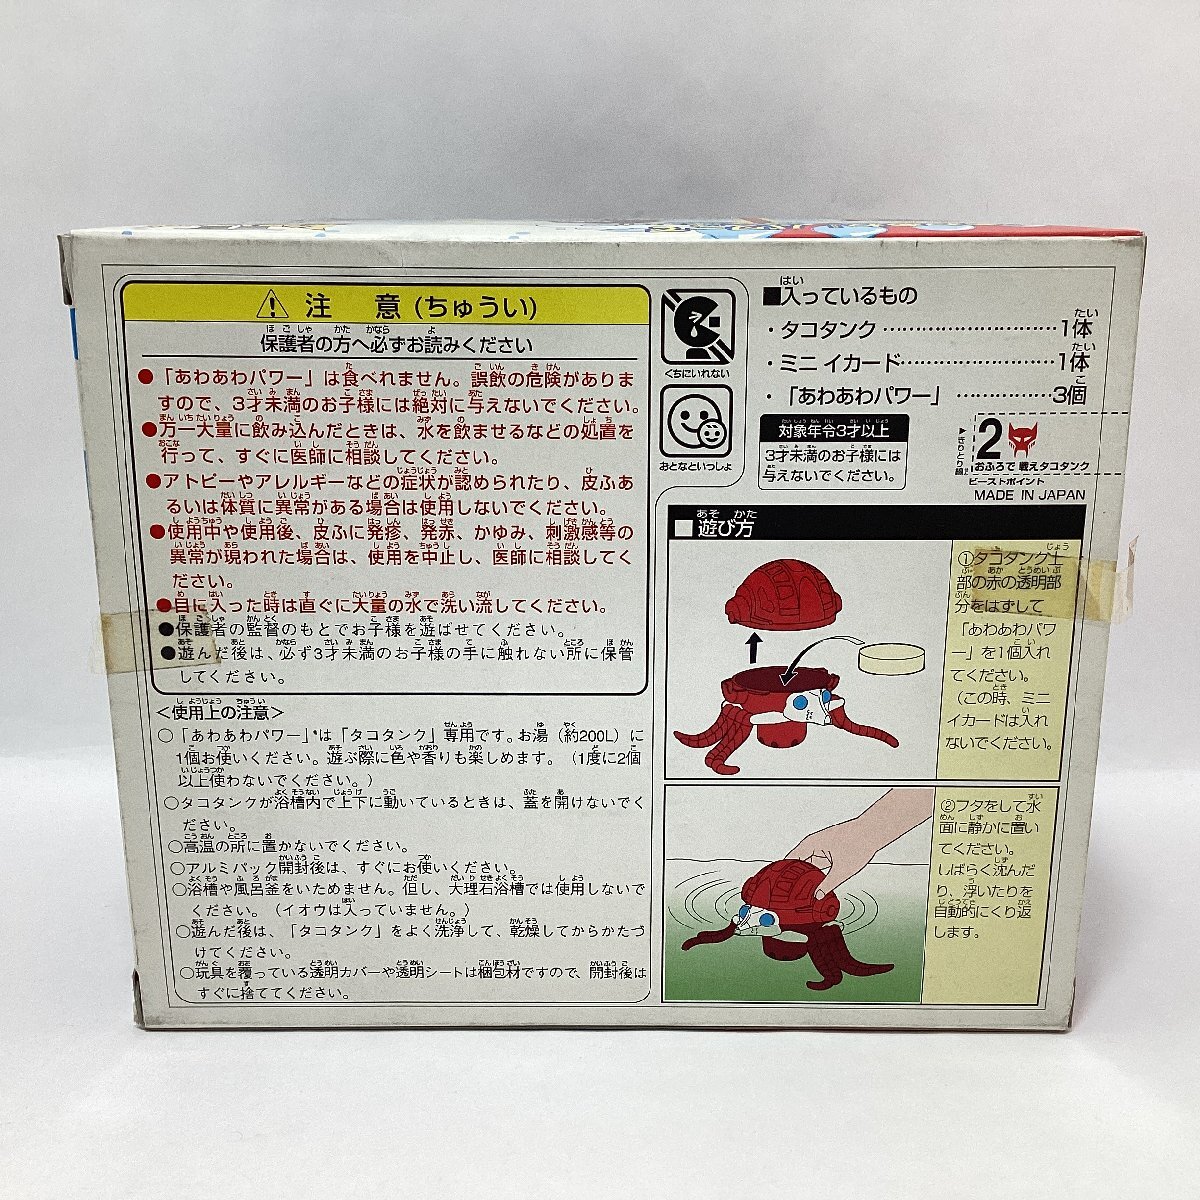 注　意(ちゅうい)
保護者の方へ必ずお読みください
●「あわあわパワー」は食べれません。誤飲の危険がありま
すので、3才未満のお子様には絶対に与えないでください。
●万一大量に飲み込んだときは、水を飲ませるなどの処置を
行って、すぐに医師に相談してください。
●アトピーやアレルギーなどの症状が認められたり、皮ふあ
るいは体質に異常がある場合は使用しないでください。
●使用中や使用後、皮ふに発疹、発赤、かゆみ、刺激感等の
異常が現われた場合は、使用を中止し、医師に相談してく
ださい。
●目に入った時は直ぐに大量の水で洗い流してください。
●保護者の監督のもとでお子様を遊ばせてください。
●遊んだ後は、必ず3才未満のお子様の手に触れない所に保管
してください。
<使用上の注意>
○「あわあわパワー」は「タコタンク」専用です。お湯（約200L）に
1個お使いください。遊ぶ際に色や香りも楽しめます。（1度に2個
以上使わないでください。）
○タコタンクが浴槽内で上下に動いているときは、蓋を開けないでく
ださい。
○高温の所に置かないでください。
○アルミパック開封後は、すぐにお使いください。
○浴槽や風呂釜をいためません。但し、大理石浴槽では使用しないで
ください。（イオウは入っていません。）
○遊んだ後は、「タコタンク」をよく洗浄して、乾燥してからかたづ
けてください。
○玩具を覆っている透明カバーや透明シートは梱包材ですので、開封後は
すぐに捨ててください。
くちにいれない
おとなといっしょ
■入っているもの
・タコタンク…………………………1体
・ミニイカード………………………1体
・「あわあわパワー」……………3個
対象年令3才以上
3才未満のお子様には
与えないでください。
きりとり線
2
おふろで戦えタコタンク
ビーストポイント
MADE IN JAPAN
■遊び方
①タコタンク上
部の赤の透明部
分をはずして
「あわあわパワ
ー」を1個入れ
てください。
（この時、ミニ
イカードは入れ
ないでください。
②フタをして水
面に静かに置い
てください。
しばらく沈んだ
り、浮いたりを
自動的にくり返
します。